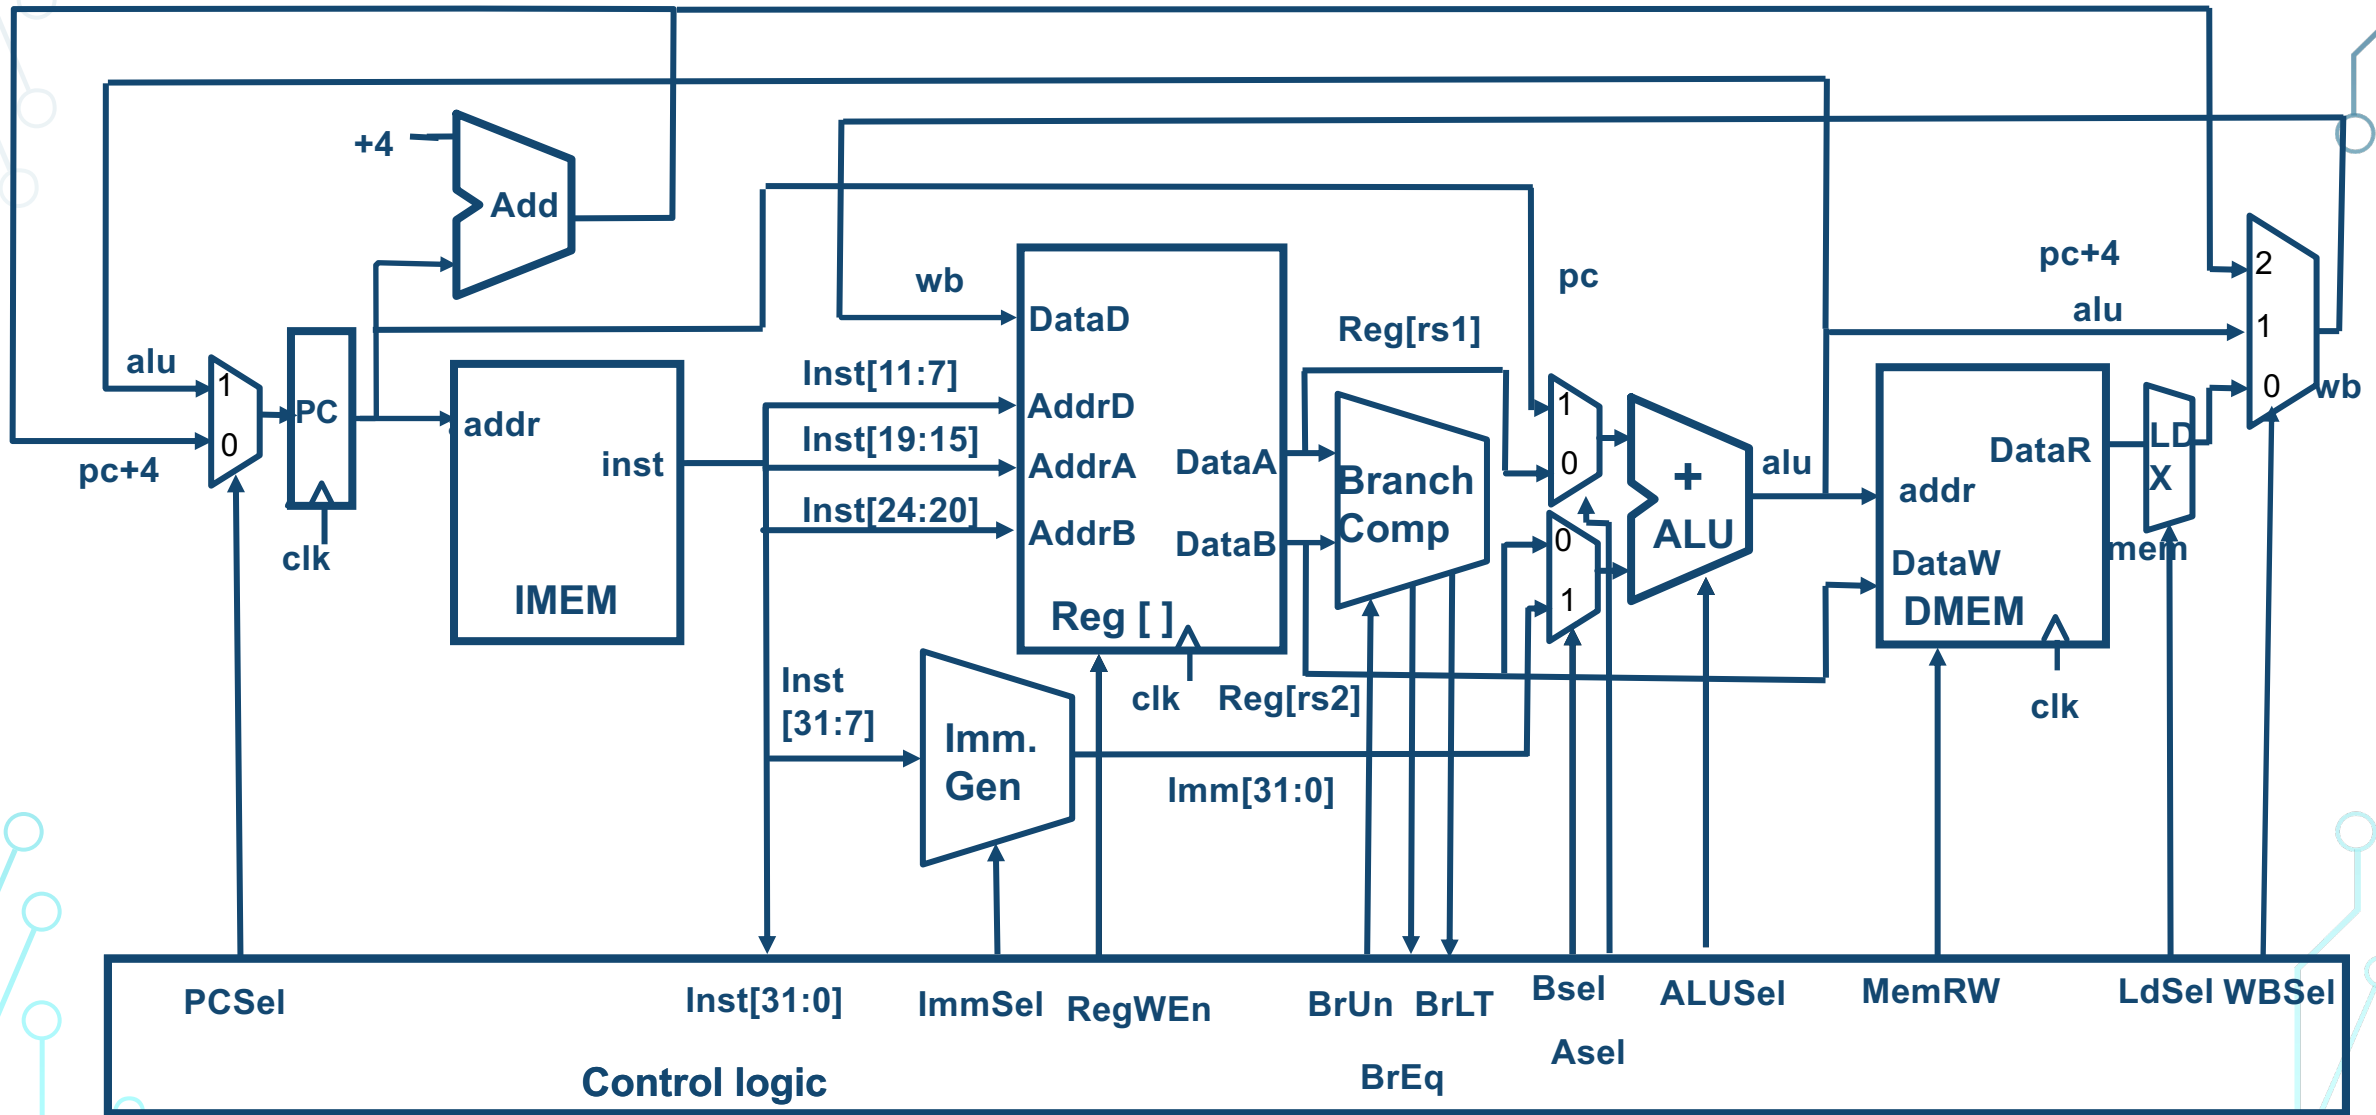 +4
Add
wb
pc
pc+4
2
DataD
Reg[rs1]
alu
1
alu
1
PC
Inst[11:7]
AddrD
1
0
wb
0
addr
Inst[19:15]
AddrA
DataA
Branch
Comp
0
+
ALU
alu
DataR
LD
X
pc+4
inst
addr
Inst[24:20]
AddrB
DataB
0
DataW
mem
clk
IMEM
Reg [ ]
1
DMEM
Inst
[31:7]
clk
Reg[rs2]
clk
Imm.
Gen
Imm[31:0]
PCSel
Inst[31:0]
ImmSel
RegWEn
BrUn
BrLT
Bsel
ALUSel
MemRW
LdSel
WBSel
Asel
BrEq
Control logic